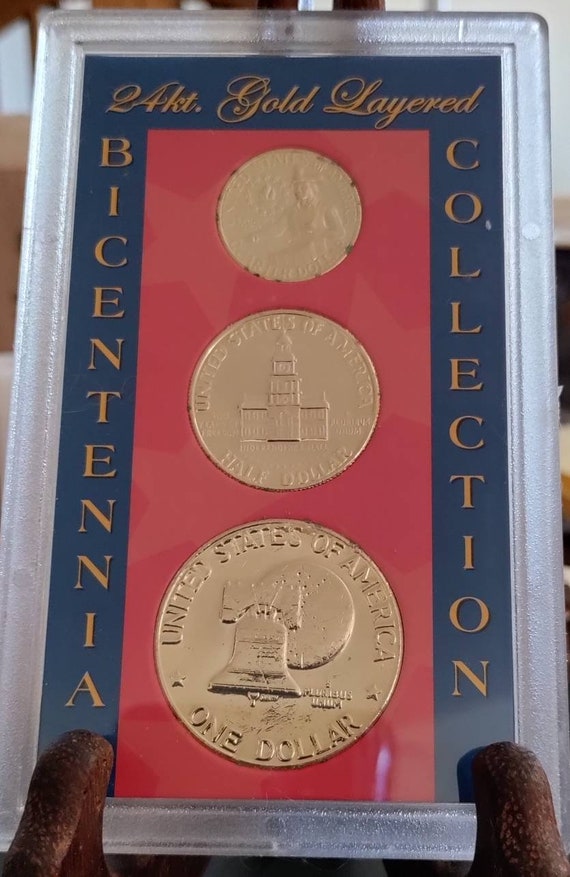 24kt. Gold Layered
BICENTENNIA
COLLECTION
UNITED STATES OF AMERICA
HALF DOLLAR
UNITED STATES OF AMERICA
E
PLURIBUS
UNUM
ONE DOLLAR